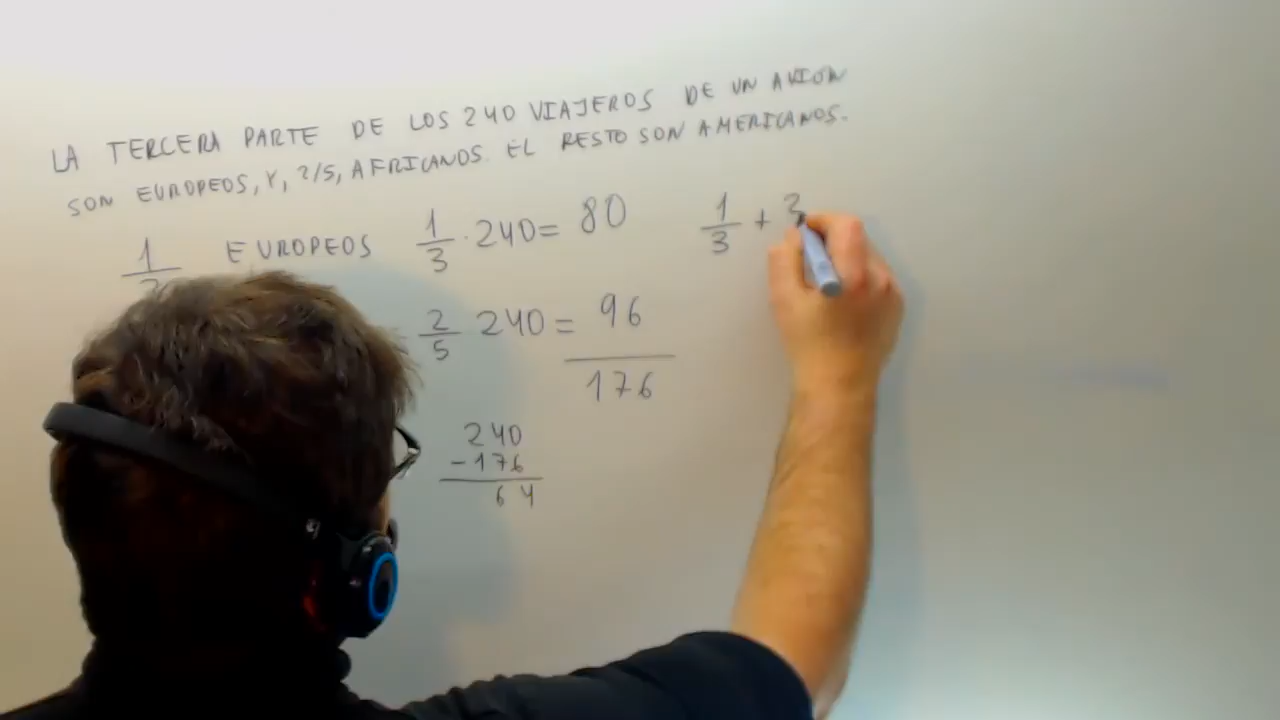 LA TERCERA PARTE DE LOS 240 VIAJEROS DE UN AVION
SON EUROPEOS, Y, 2/5, AFRICANOS. EL RESTO SON AMERICANOS.
1/3 EUROPEOS 1/3 · 240 = 80 1/3 +
2/5 240 = 96
176
240
-176
64